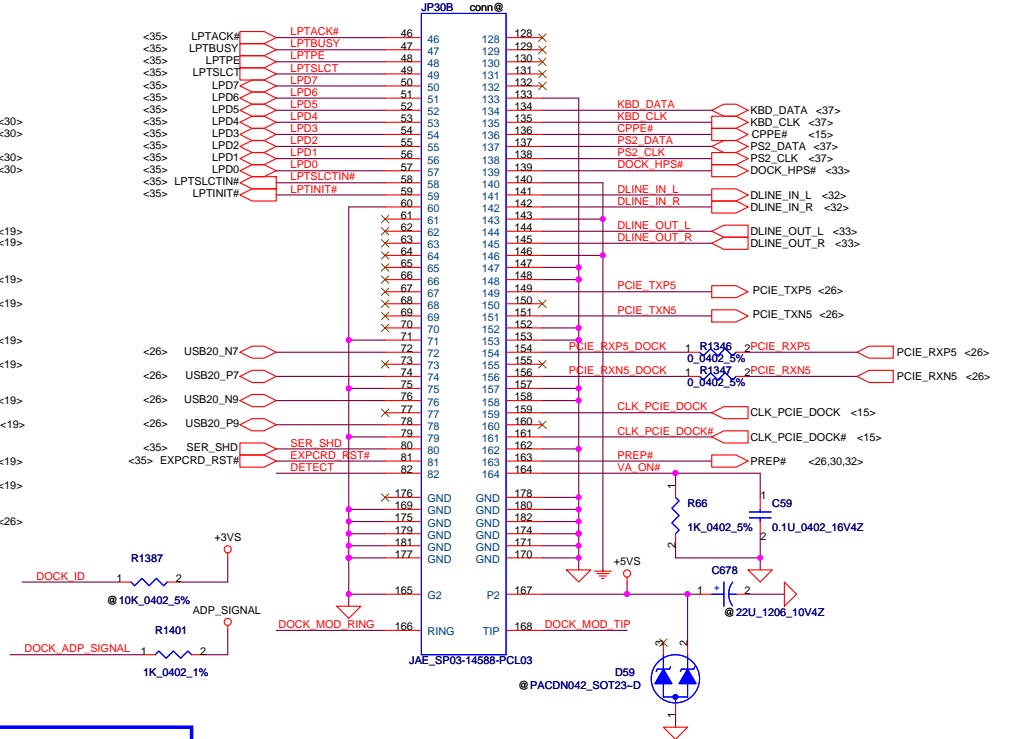 JP30B conn@
<35> LPTACK# LPTACK# 46 46 128 128
<35> LPTBUSY LPTBUSY 47 47 129 129
<35> LPTPE LPTPE 48 48 130 130
<35> LPTSLCT LPTSLCT 49 49 131 131
<35> LPD7 LPD7 50 50 132 132
<35> LPD6 LPD6 51 51 133 133
<35> LPD5 LPD5 52 52 134 134 KBD_DATA KBD_DATA <37>
<30> <35> LPD4 LPD4 53 53 135 135 KBD_CLK KBD_CLK <37>
<30> <35> LPD3 LPD3 54 54 136 136 CPPE# CPPE# <15>
<35> LPD2 LPD2 55 55 137 137 PS2_DATA PS2_DATA <37>
<30> <35> LPD1 LPD1 56 56 138 138 PS2_CLK PS2_CLK <37>
<30> <35> LPD0 LPD0 57 57 139 139 DOCK_HPS# DOCK_HPS# <33>
<35> LPTSLCTIN# LPTSLCTIN# 58 58 140 140
<35> LPTINIT# LPTINIT# 59 59 141 141 DLINE_IN_L DLINE_IN_L <32>
60 60 142 142 DLINE_IN_R DLINE_IN_R <32>
61 61 143 143
<19> 62 62 144 144 DLINE_OUT_L DLINE_OUT_L <33>
<19> 63 63 145 145 DLINE_OUT_R DLINE_OUT_R <33>
64 64 146 146
65 65 147 147
<19> 66 66 148 148
67 67 149 149 PCIE_TXP5 PCIE_TXP5 <26>
<19> 68 68 150 150
69 69 151 151 PCIE_TXN5 PCIE_TXN5 <26>
70 70 152 152
<19> 71 71 153 153
<26> USB20_N7 72 72 154 154 PCIE_RXP5_DOCK 1 R1346 2 PCIE_RXP5 PCIE_RXP5 <26>
0_0402_5%
<19> 73 73 155 155
<26> USB20_P7 74 74 156 156 PCIE_RXN5_DOCK 1 R1347 2 PCIE_RXN5 PCIE_RXN5 <26>
0_0402_5%
75 75 157 157
<19> <26> USB20_N9 76 76 158 158
77 77 159 159 CLK_PCIE_DOCK CLK_PCIE_DOCK <15>
<19> <26> USB20_P9 78 78 160 160
79 79 161 161 CLK_PCIE_DOCK# CLK_PCIE_DOCK# <15>
<35> SER_SHD SER_SHD 80 80 162 162
<19> <35> EXPCRD_RST# EXPCRD_RST# 81 81 163 163 PREP# PREP# <26,30,32>
DETECT 82 82 164 164 VA_ON#
<19>
176 GND GND 178
169 GND GND 180
<26> 175 GND GND 182
179 GND GND 174
181 GND GND 171
177 GND GND 170
1 R66 2 1K_0402_5%
1 C59 2 0.1U_0402_16V4Z
R1387 +3VS
DOCK_ID 1 2
@10K_0402_5%
165 G2 P2 167 +5VS 1 + C678 2
@22U_1206_10V4Z
ADP_SIGNAL
R1401
DOCK_MOD_RING 166 RING TIP 168 DOCK_MOD_TIP
DOCK_ADP_SIGNAL 1 2
1K_0402_1%
JAE_SP03-14588-PCL03
3 2
D59
@PACDN042_SOT23~D
1